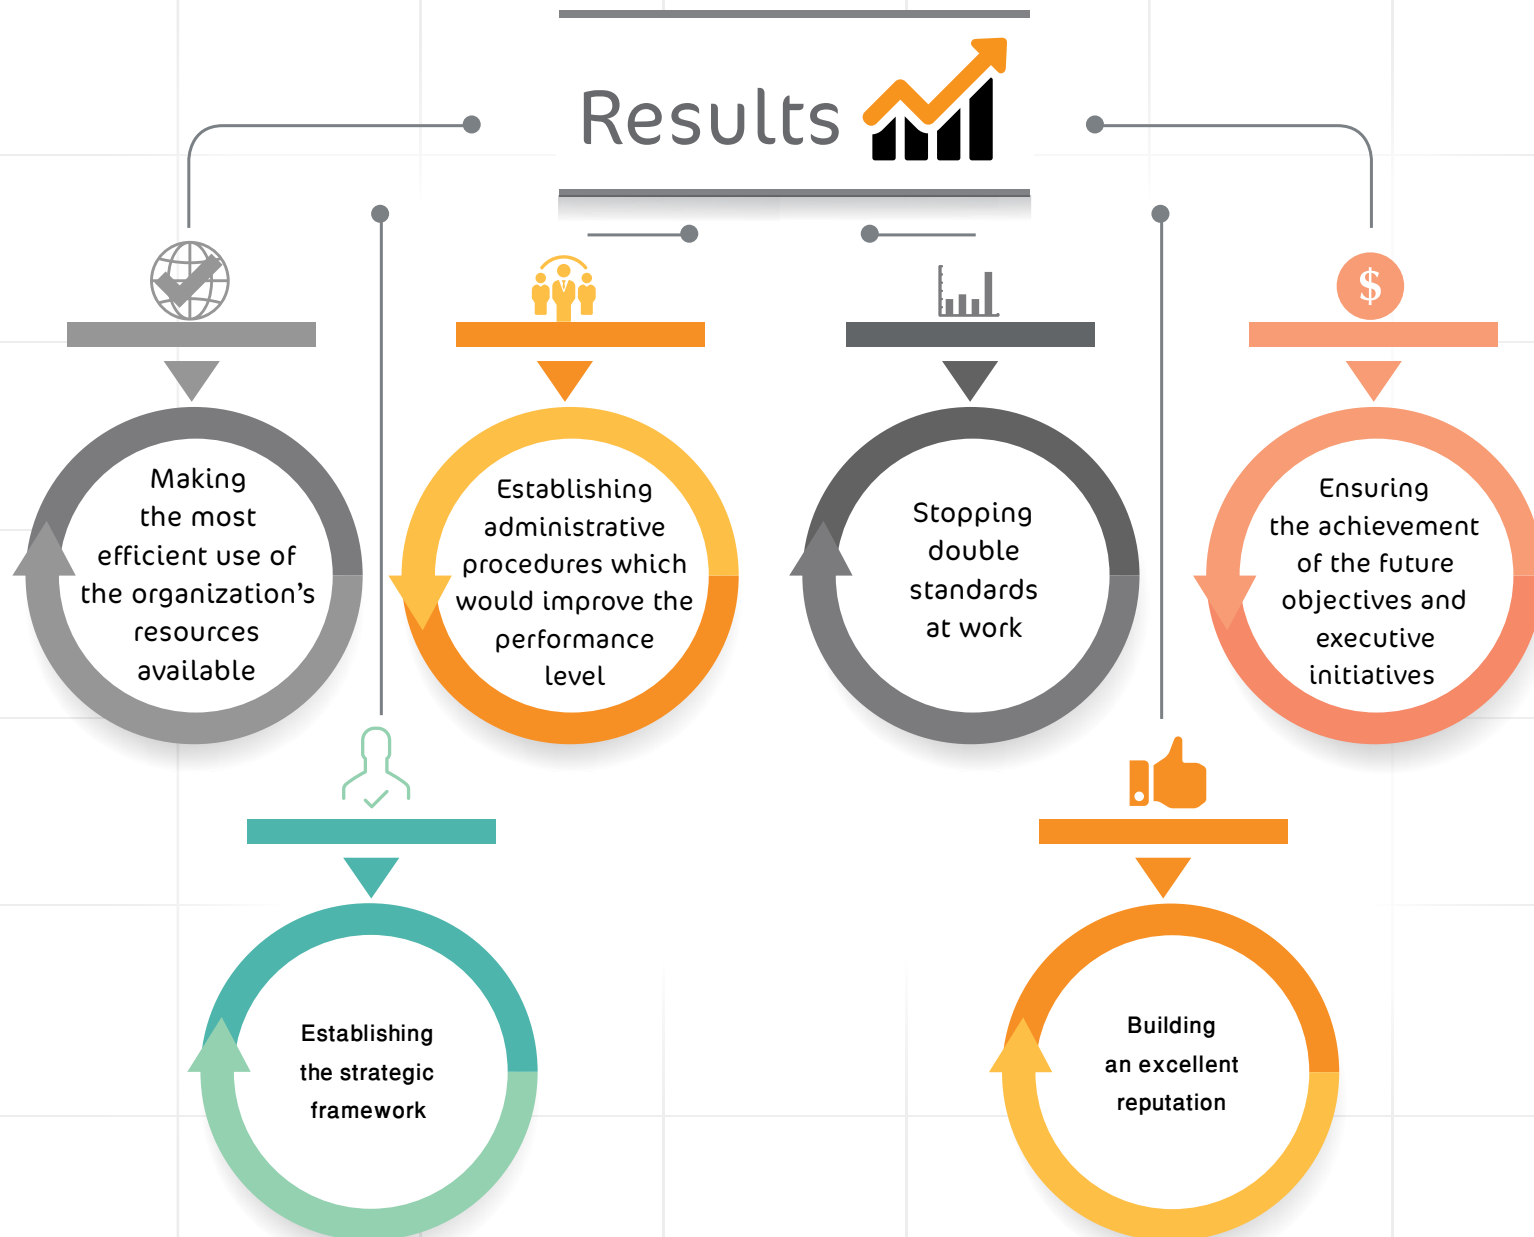 Results
$
Making
the most
efficient use of
the organization's
resources
available
Establishing
administrative
procedures which
would improve the
performance
level
Stopping
double
standards
at work
Ensuring
the achievement
of the future
objectives and
executive
initiatives
Establishing
the strategic
framework
Building
an excellent
reputation